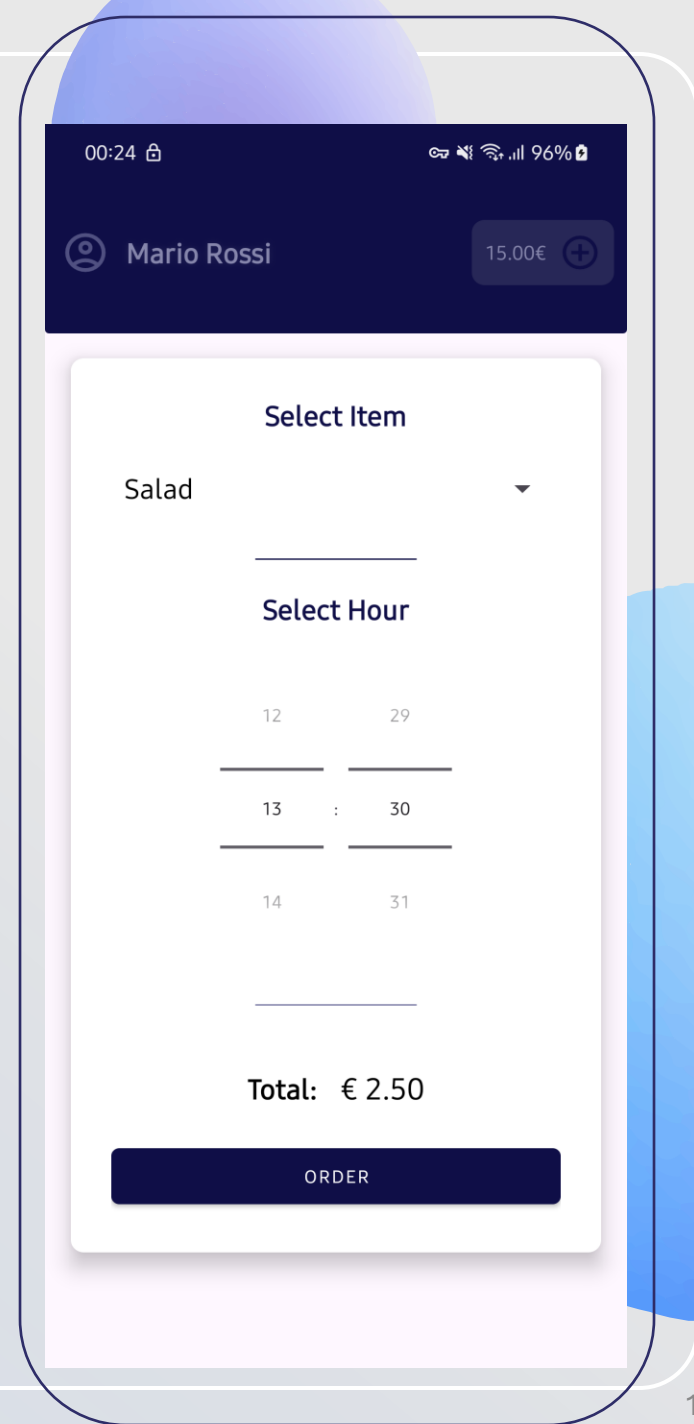 00:24 96%
Mario Rossi 15.00€
Select Item
Salad
Select Hour
12 29
13 : 30
14 31
Total: € 2.50
ORDER
1